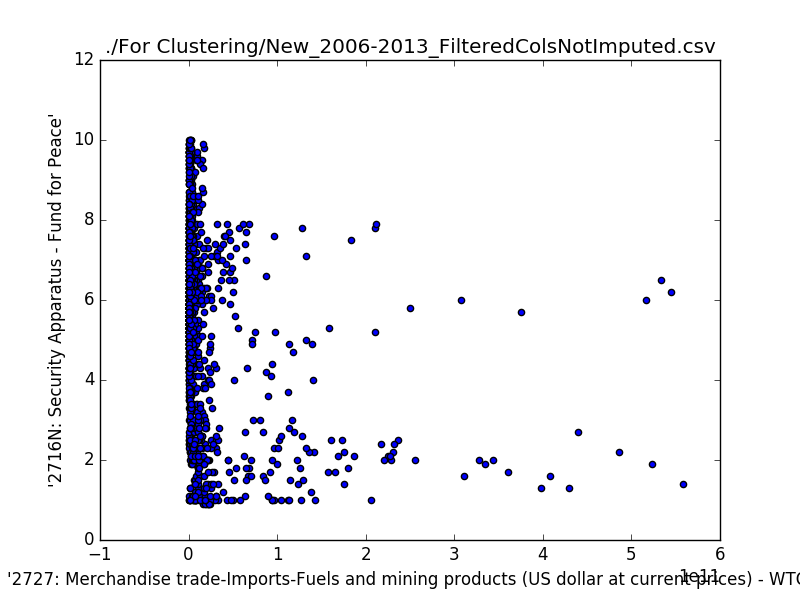 ./For Clustering/New_2006-2013_FilteredColsNotImputed.csv
'2716N: Security Apparatus - Fund for Peace'
12
10
8
6
4
2
0
−1 0 1 2 3 4 5 6
1e11
'2727: Merchandise trade-Imports-Fuels and mining products (US dollar at current prices) - WTO